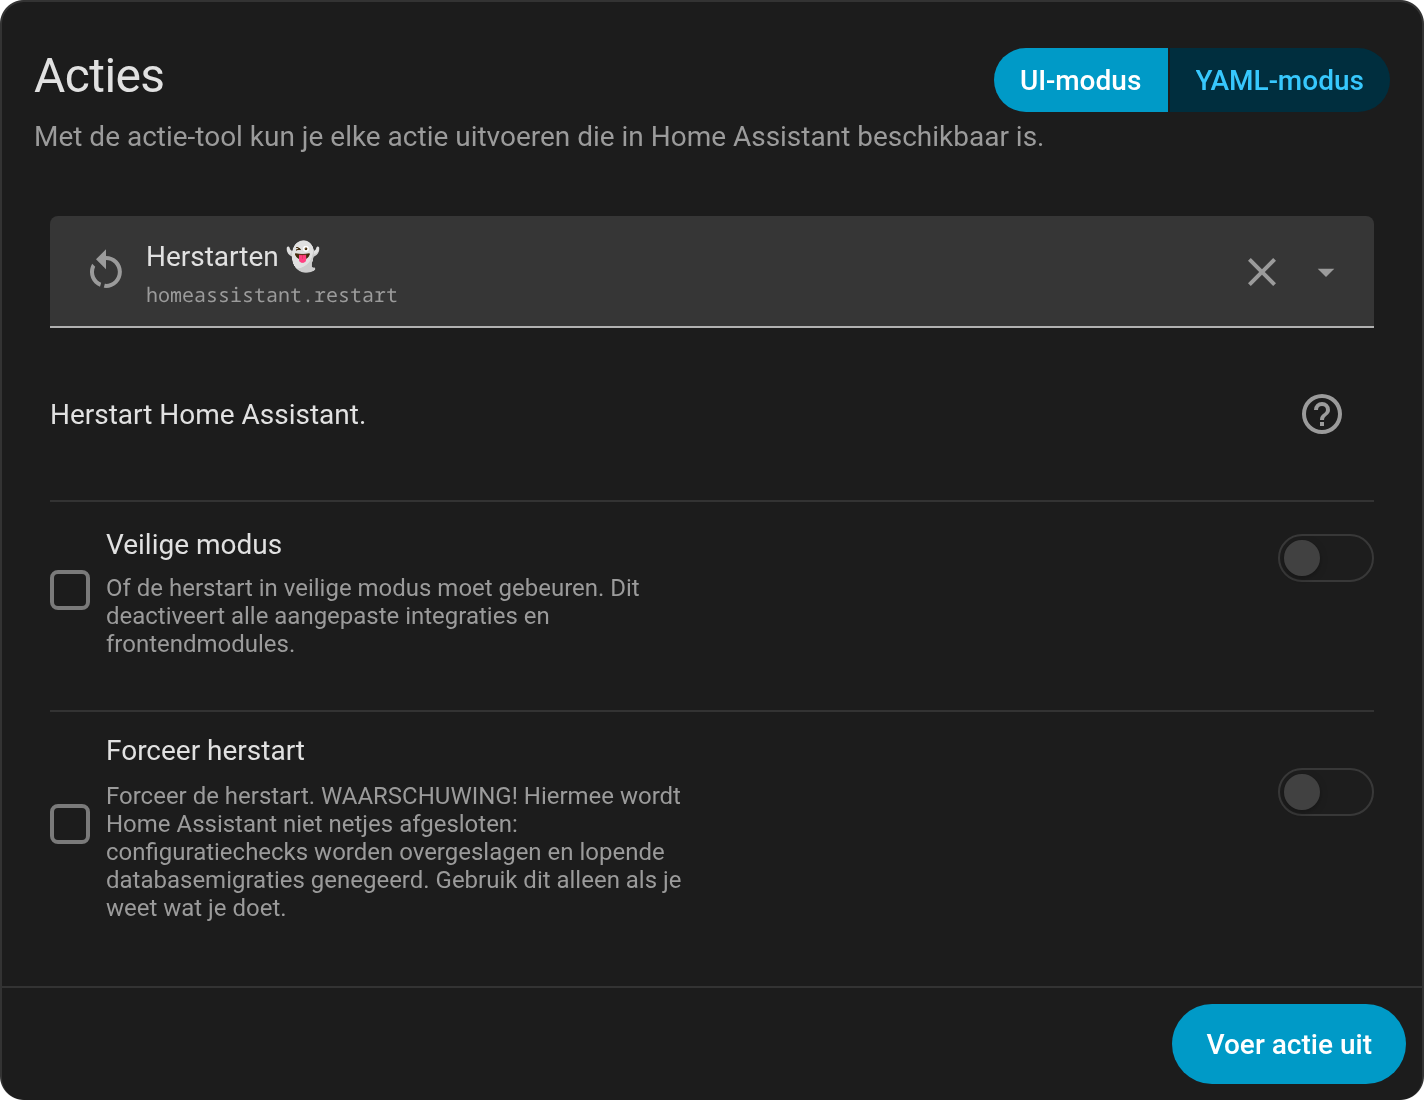 Acties
UI-modus
YAML-modus
Met de actie-tool kun je elke actie uitvoeren die in Home Assistant beschikbaar is.
Herstarten 👻
homeassistant.restart
Herstart Home Assistant.
Veilige modus
Of de herstart in veilige modus moet gebeuren. Dit
deactiveert alle aangepaste integraties en
frontendmodules.
Forceer herstart
Forceer de herstart. WAARSCHUWING! Hiermee wordt
Home Assistant niet netjes afgesloten:
configuratiechecks worden overgeslagen en lopende
databasemigraties genegeerd. Gebruik dit alleen als je
weet wat je doet.
Voer actie uit